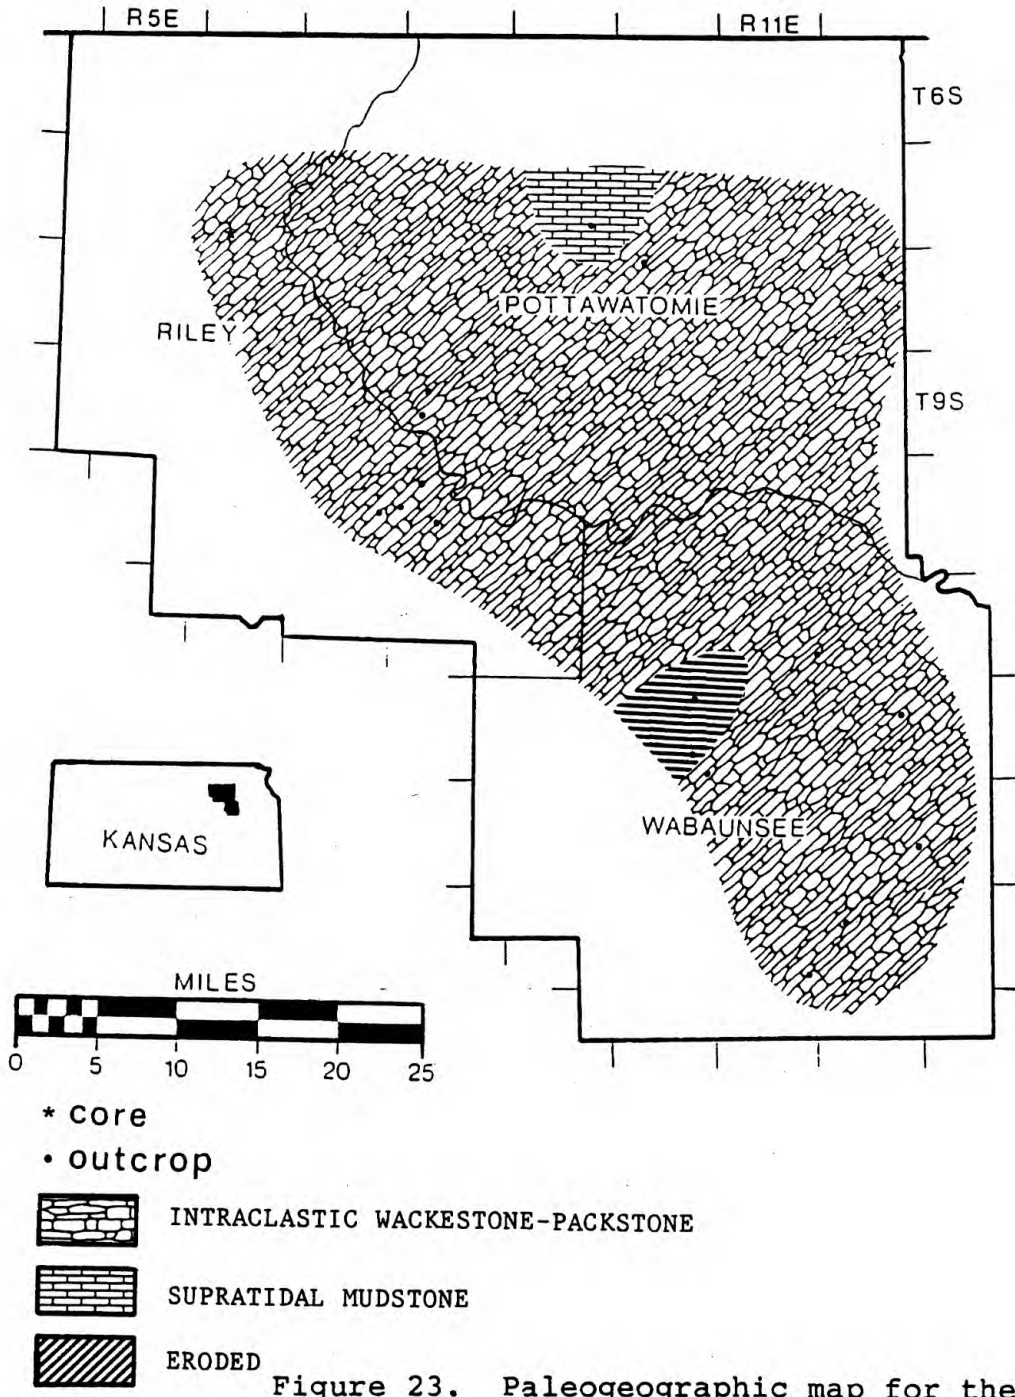 R5E R11E
T6S
POTTAWATOMIE
RILEY
T9S
WABAUNSEE
KANSAS
MILES
0 5 10 15 20 25
* core
• outcrop
INTRACLASTIC WACKESTONE-PACKSTONE
SUPRATIDAL MUDSTONE
ERODED
Figure 23. Paleogeographic map for the